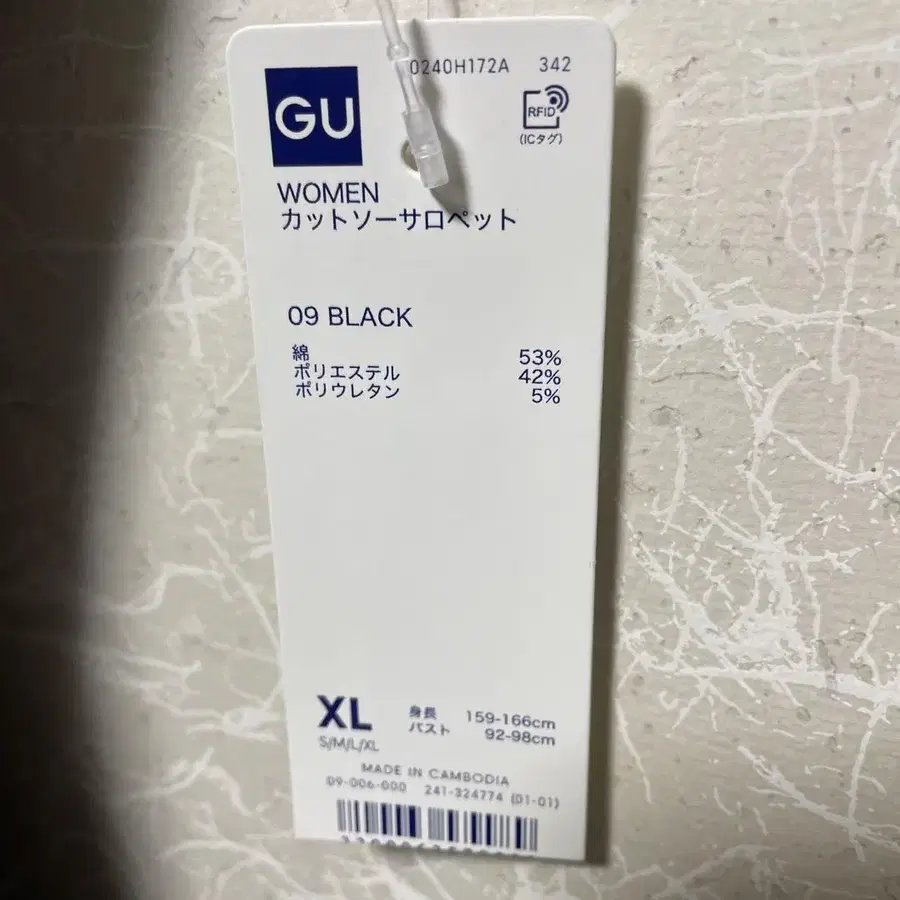 0240H172A 342
GU
RFID
(ICタグ)
WOMEN
カットソーサロペット
09 BLACK
綿 53%
ポリエステル 42%
ポリウレタン 5%
XL 身長 159-166cm
バスト 92-98cm
S/M/L/XL
MADE IN CAMBODIA
09-006-000 241-324774 (01-01)